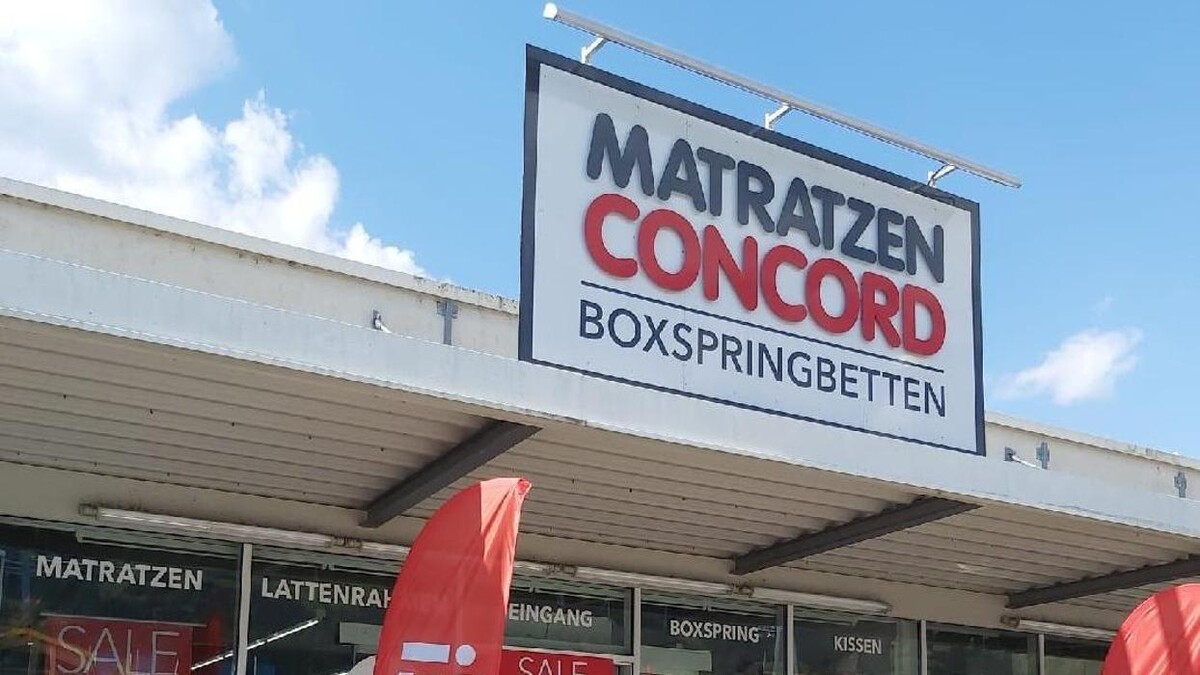 MATRATZEN
CONCORD
BOXSPRINGBETTEN
MATRATZEN
EINGANG
BOXSPRING
KISSEN
SALE
SALE